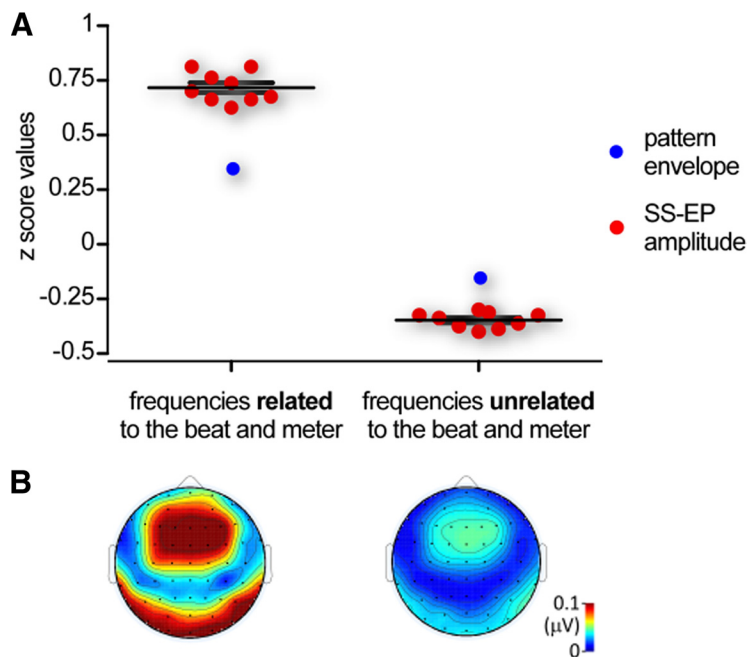 A
1
0.75
0.5
0.25
0
-0.25
-0.5
z score values
pattern
envelope
SS-EP
amplitude
frequencies related
to the beat and meter
frequencies unrelated
to the beat and meter
B
0.1
(μV)
0